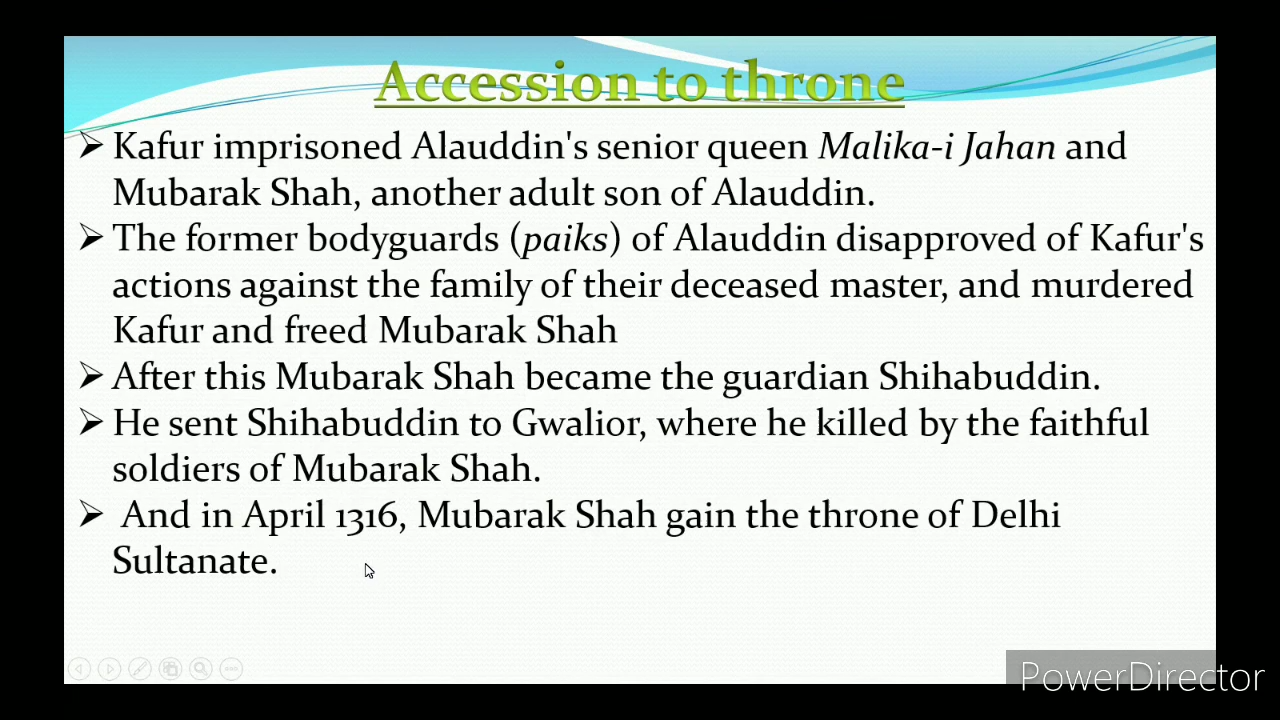 Accession to throne
➢ Kafur imprisoned Alauddin's senior queen Malika-i Jahan and
Mubarak Shah, another adult son of Alauddin.
➢ The former bodyguards (paiks) of Alauddin disapproved of Kafur's
actions against the family of their deceased master, and murdered
Kafur and freed Mubarak Shah
➢ After this Mubarak Shah became the guardian Shihabuddin.
➢ He sent Shihabuddin to Gwalior, where he killed by the faithful
soldiers of Mubarak Shah.
➢ And in April 1316, Mubarak Shah gain the throne of Delhi
Sultanate.
PowerDirector